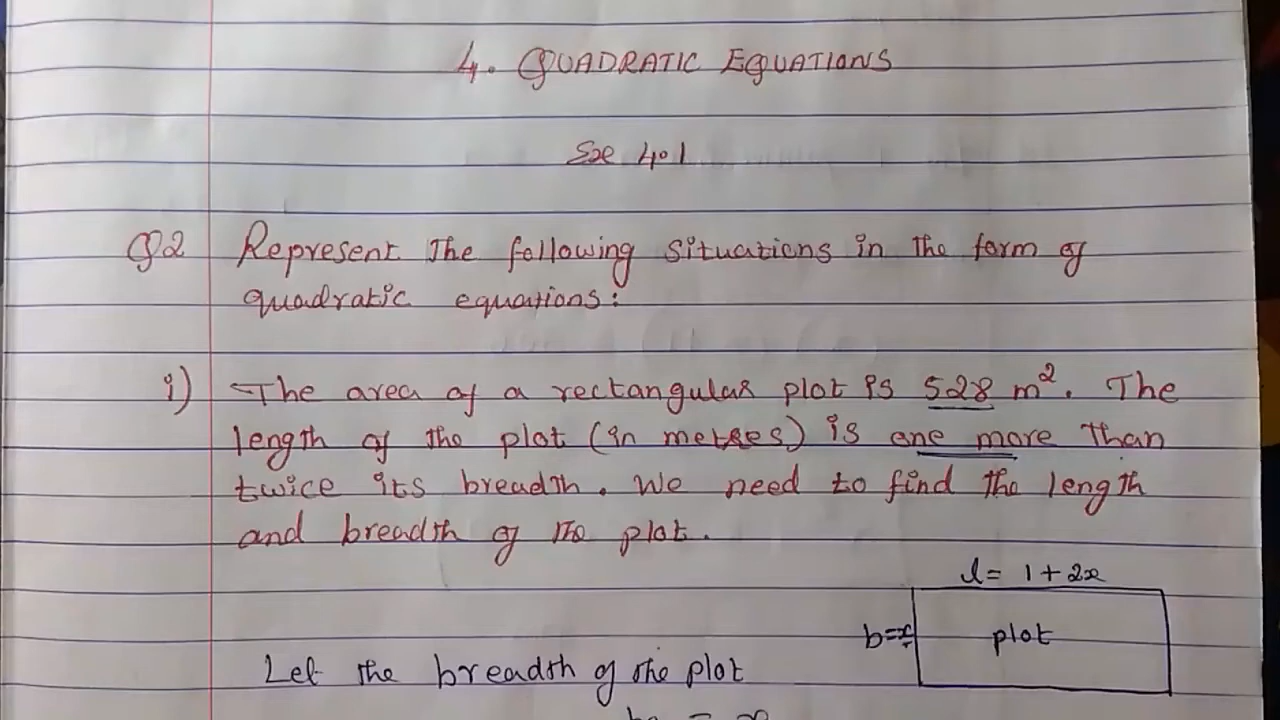 4. QUADRATIC EQUATIONS
Exe 4.1
Q2 Represent the following situations in the form of
quadratic equations:
i) The area of a rectangular plot is 528 m². The
length of the plot (in metres) is one more than
twice its breadth. We need to find the length
and breadth of the plot.
l = 1 + 2x
b = x plot
Let the breadth of the plot